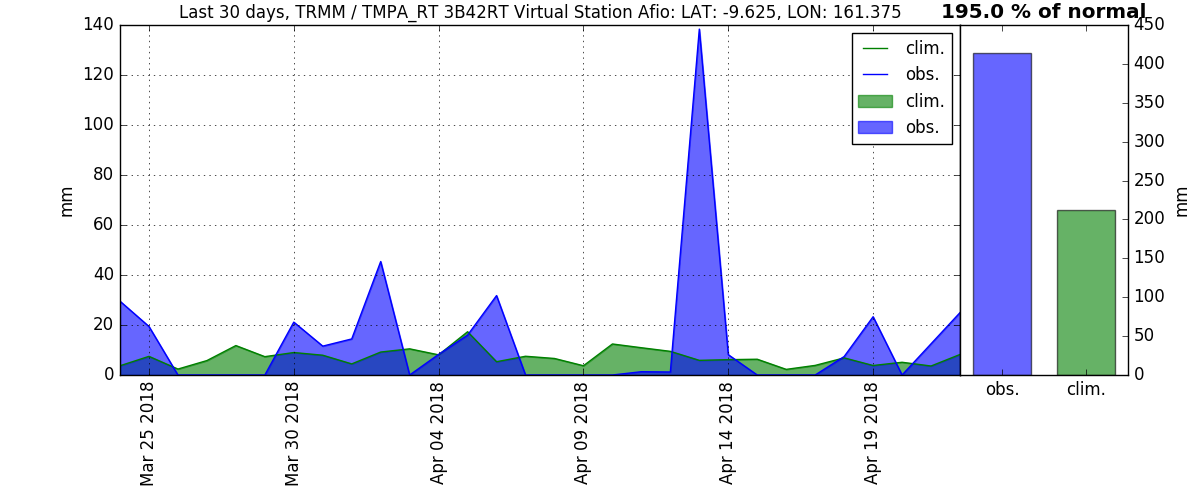 Last 30 days, TRMM / TMPA_RT 3B42RT Virtual Station Afio: LAT: -9.625, LON: 161.375
195.0 % of normal
140
120
100
80
60
40
20
0
mm
clim.
obs.
clim.
obs.
Mar 25 2018
Mar 30 2018
Apr 04 2018
Apr 09 2018
Apr 14 2018
Apr 19 2018
450
400
350
300
250
200
150
100
50
0
mm
obs.
clim.